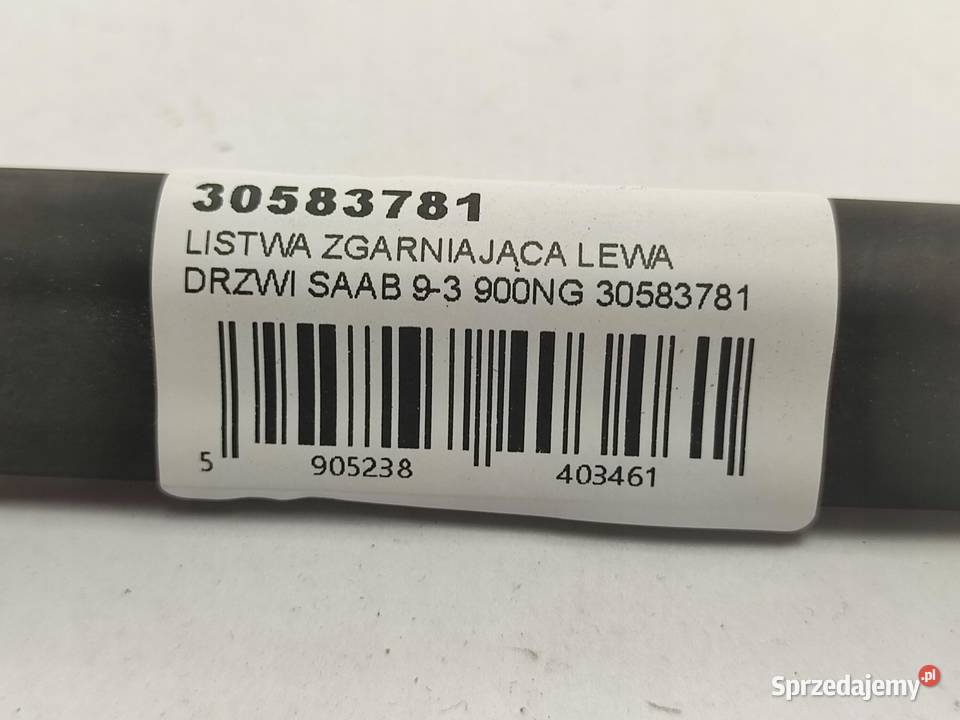 30583781
LISTWA ZGARNIAJĄCA LEWA
DRZWI SAAB 9-3 900NG 30583781
5 905238 403461
Sprzedajemy.pl